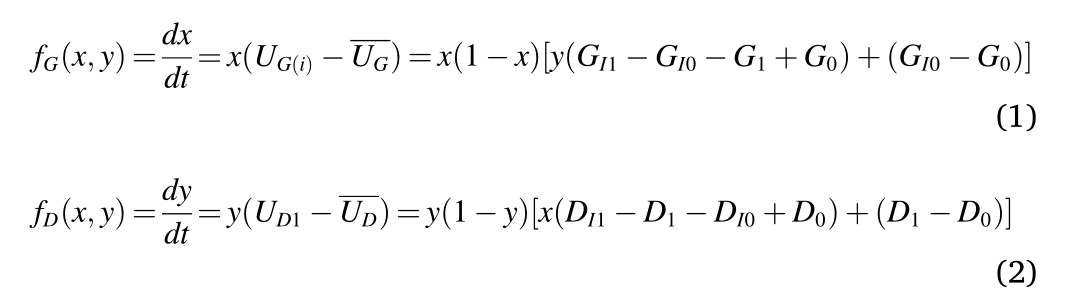 f_G(x, y) = dx/dt = x(U_{G(i)} − \overline{U_G}) = x(1 − x)[y(G_{I1} − G_{I0} − G_1 + G_0) + (G_{I0} − G_0)]
(1)
f_D(x, y) = dy/dt = y(U_{D1} − \overline{U_D}) = y(1 − y)[x(D_{I1} − D_1 − D_{I0} + D_0) + (D_1 − D_0)]
(2)